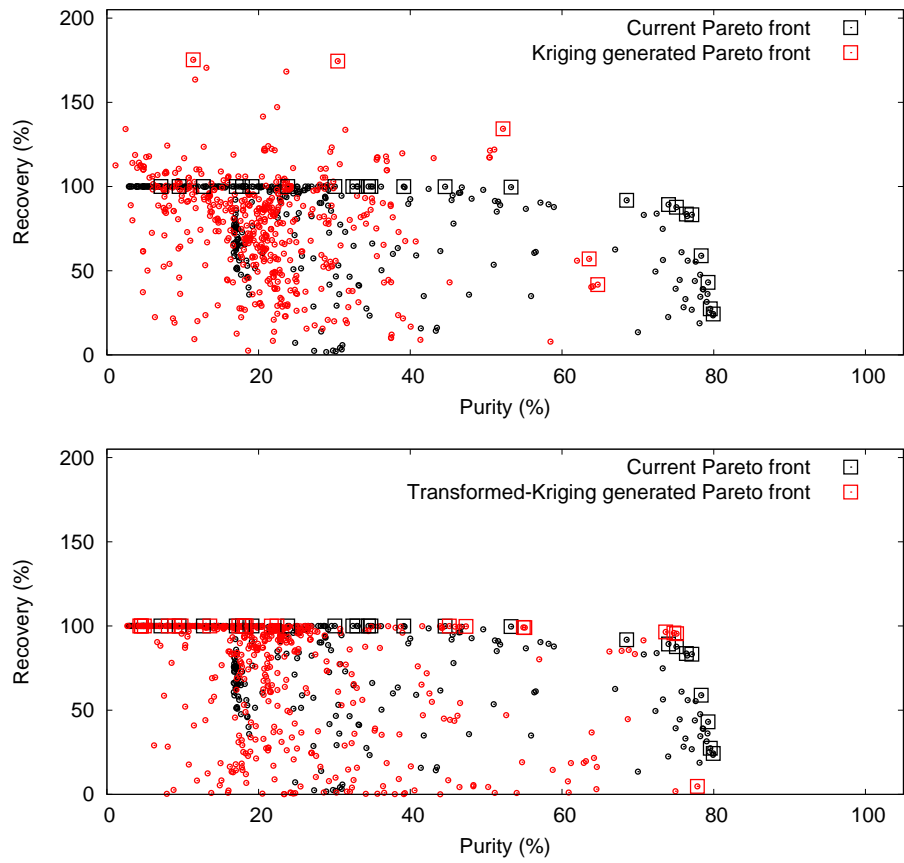 200
150
100
50
0
Recovery (%)
Current Pareto front
Kriging generated Pareto front
0 20 40 60 80 100
Purity (%)
200
150
100
50
0
Recovery (%)
Current Pareto front
Transformed-Kriging generated Pareto front
0 20 40 60 80 100
Purity (%)